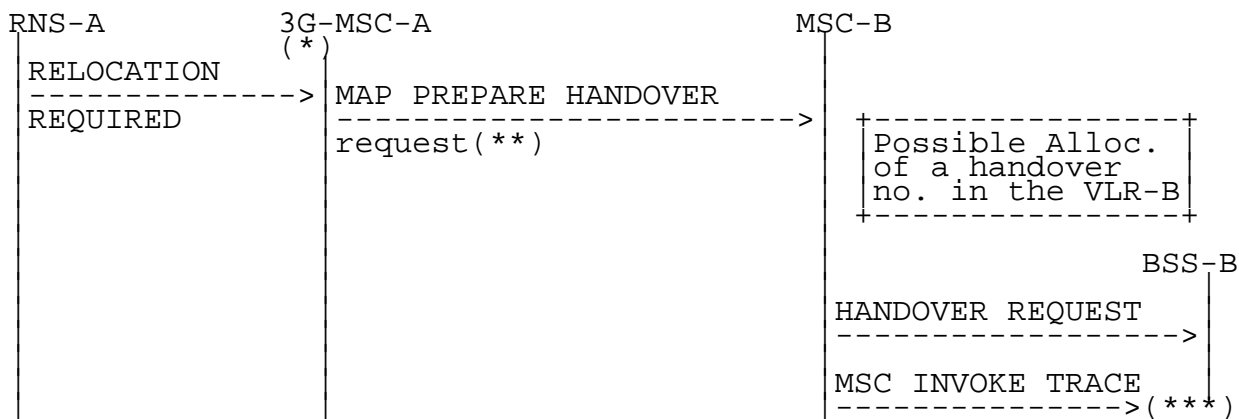 RNS-A 3G-MSC-A MSC-B
(*)
RELOCATION
MAP PREPARE HANDOVER
REQUIRED
request(**)
Possible Alloc.
of a handover
no. in the VLR-B
BSS-B
HANDOVER REQUEST
MSC INVOKE TRACE
(***)